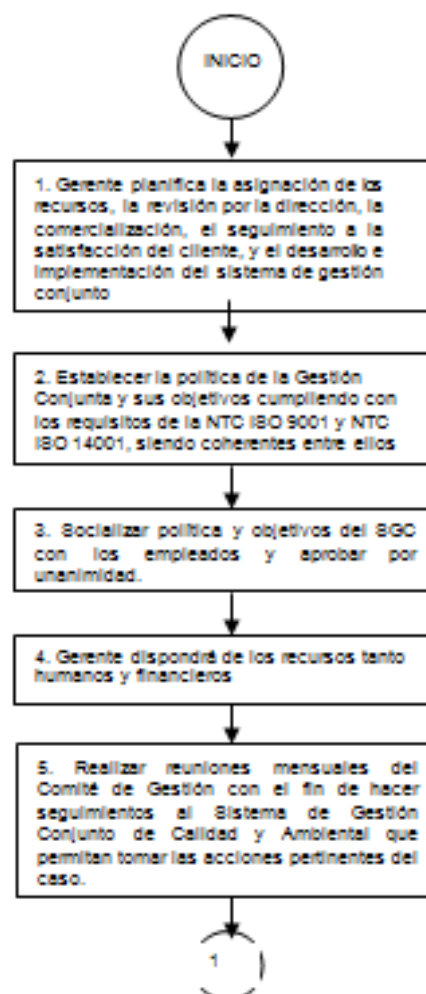 INICIO
1. Gerente planifica la asignación de los
recursos, la revisión por la dirección, la
comercialización, el seguimiento a la
satisfacción del cliente, y el desarrollo e
implementación del sistema de gestión
conjunto
2. Establecer la política de la Gestión
Conjunta y sus objetivos cumpliendo con
los requisitos de la NTC ISO 9001 y NTC
ISO 14001, siendo coherentes entre ellos
3. Socializar política y objetivos del SGC
con los empleados y aprobar por
unanimidad.
4. Gerente dispondrá de los recursos tanto
humanos y financieros
5. Realizar reuniones mensuales del
Comité de Gestión con el fin de hacer
seguimientos al Sistema de Gestión
Conjunto de Calidad y Ambiental que
permitan tomar las acciones pertinentes del
caso.
1